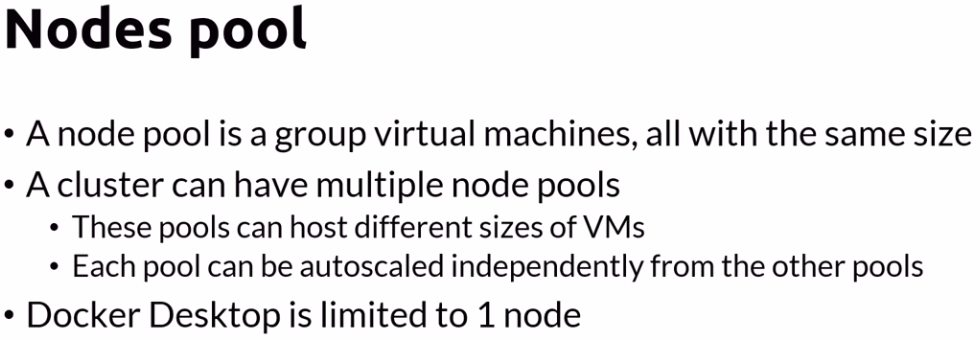 Nodes pool
• A node pool is a group virtual machines, all with the same size
• A cluster can have multiple node pools
• These pools can host different sizes of VMs
• Each pool can be autoscaled independently from the other pools
• Docker Desktop is limited to 1 node